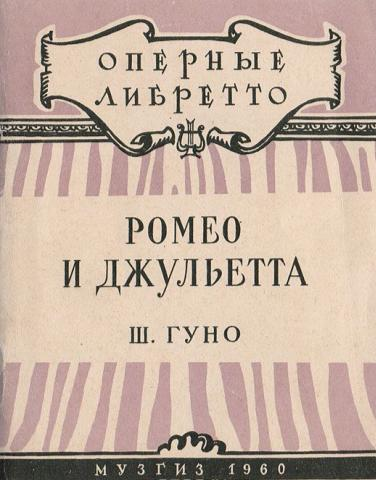 ОПЕРНЫЕ
ЛИБРЕТТО
РОМЕО
И ДЖУЛЬЕТТА
Ш. ГУНО
МУЗГИЗ 1960